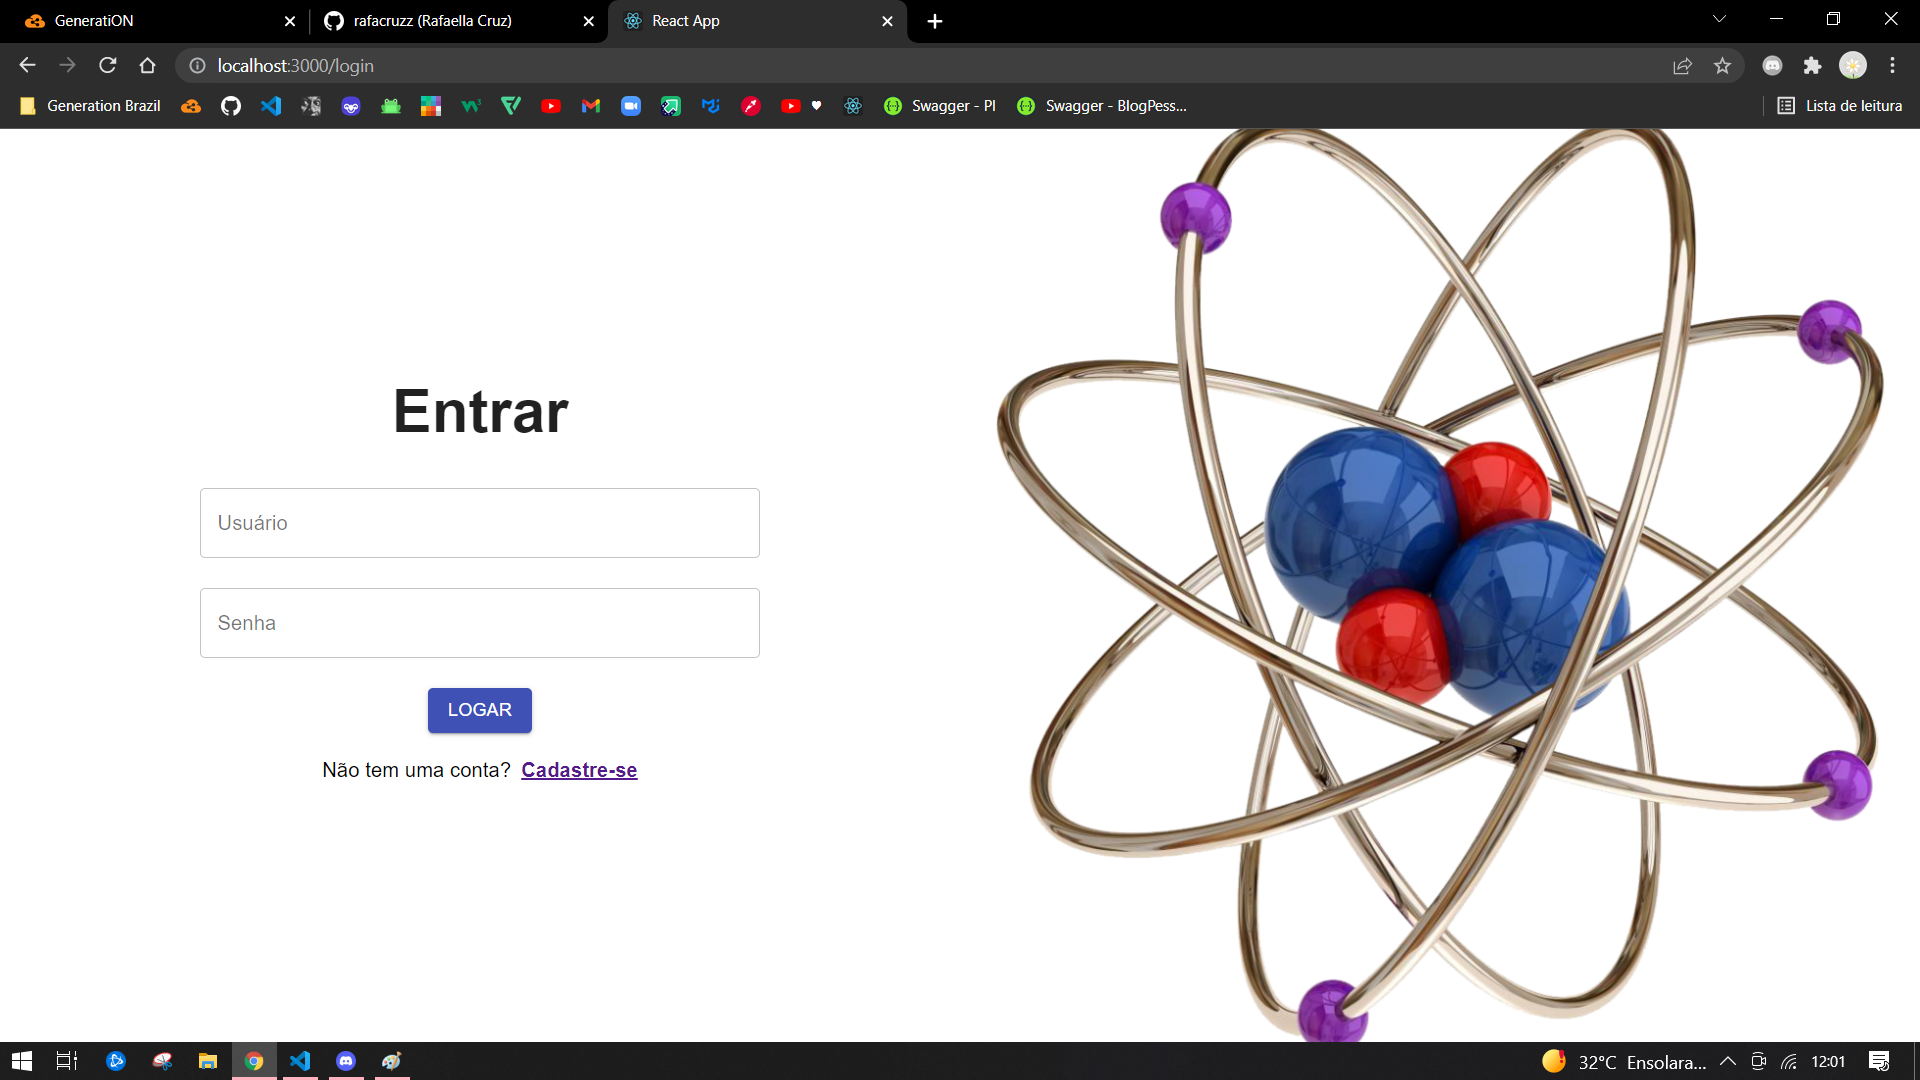 GeneratiON
rafacruzz (Rafaella Cruz)
React App
localhost:3000/login
Generation Brazil
Swagger - PI
Swagger - BlogPess...
Lista de leitura
Entrar
Usuário
Senha
LOGAR
Não tem uma conta? Cadastre-se
32°C Ensolara...
12:01